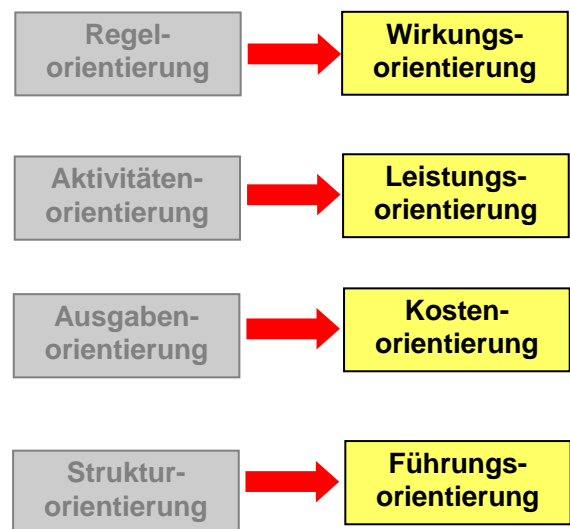 Regel-
orientierung
Wirkungs-
orientierung
Aktivitäten-
orientierung
Leistungs-
orientierung
Ausgaben-
orientierung
Kosten-
orientierung
Struktur-
orientierung
Führungs-
orientierung